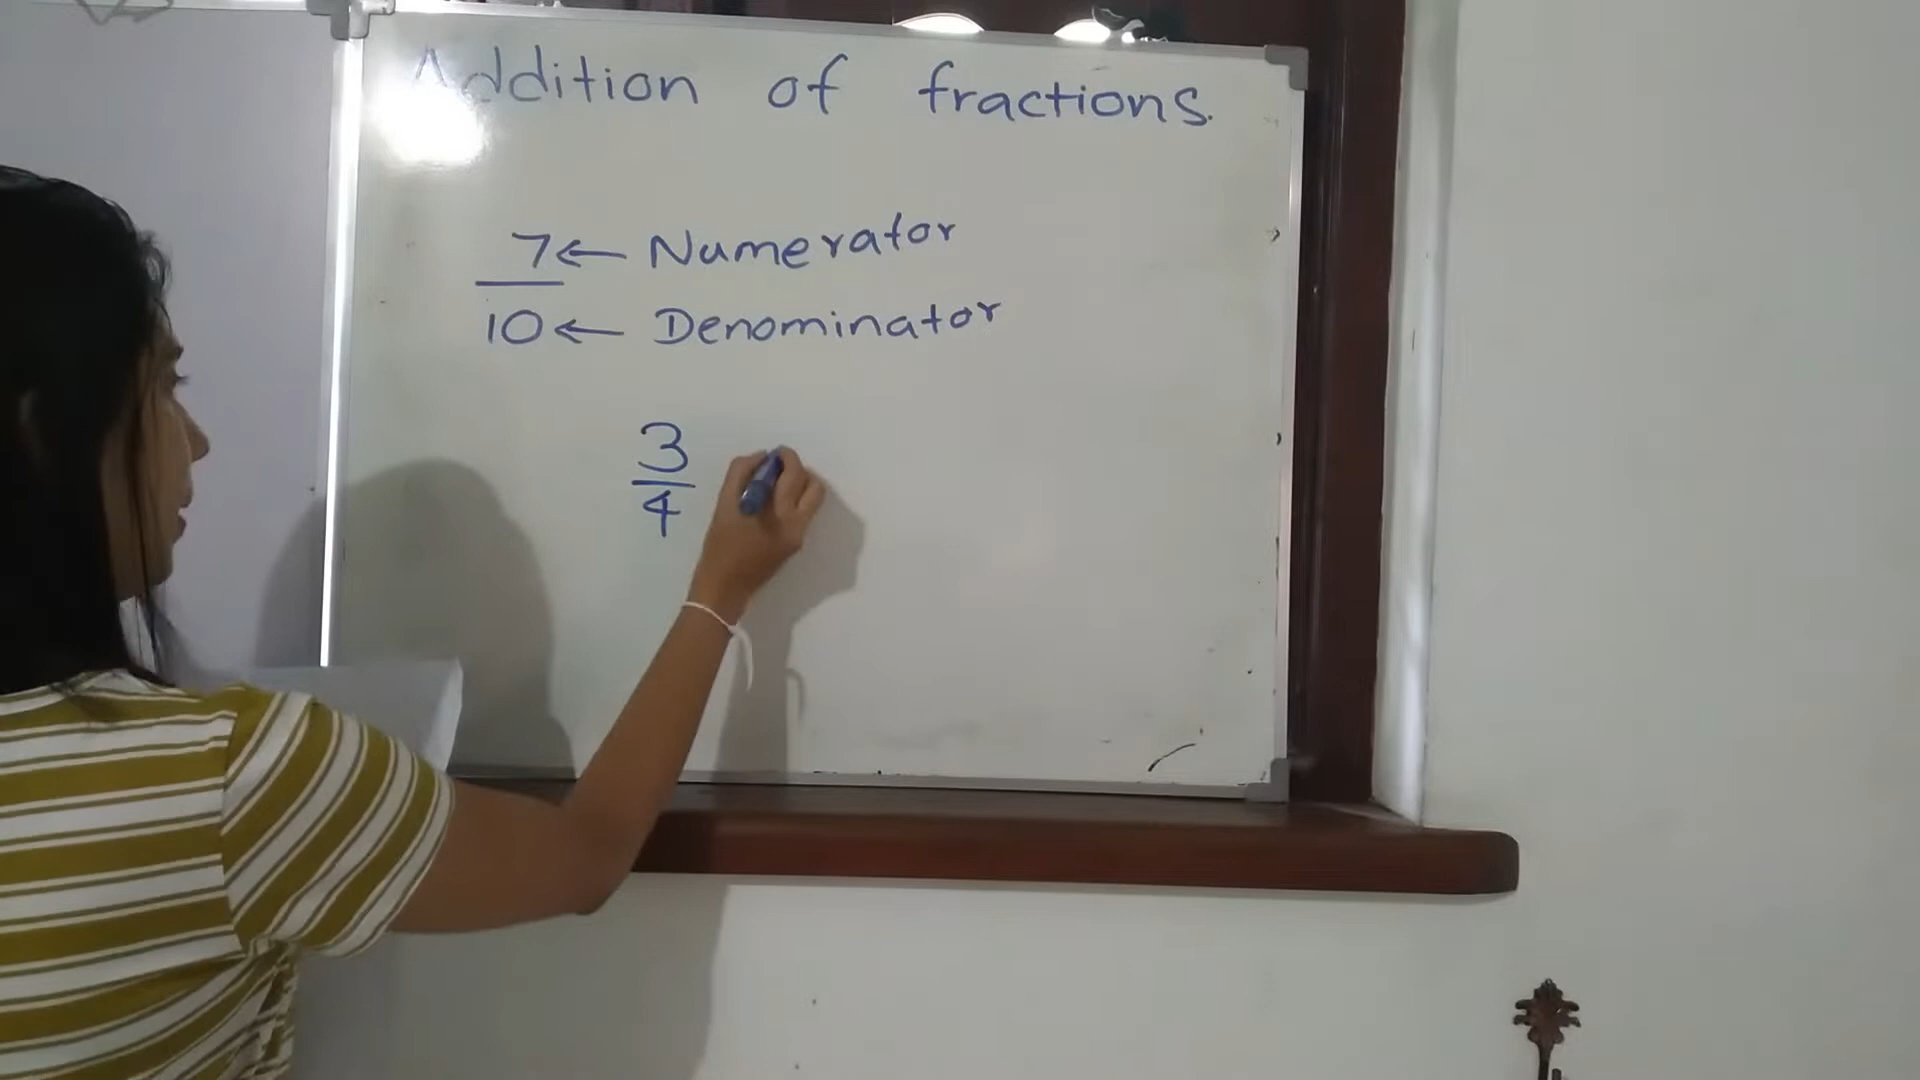 Addition of fractions.
7 ← Numerator
10 ← Denominator
3
4